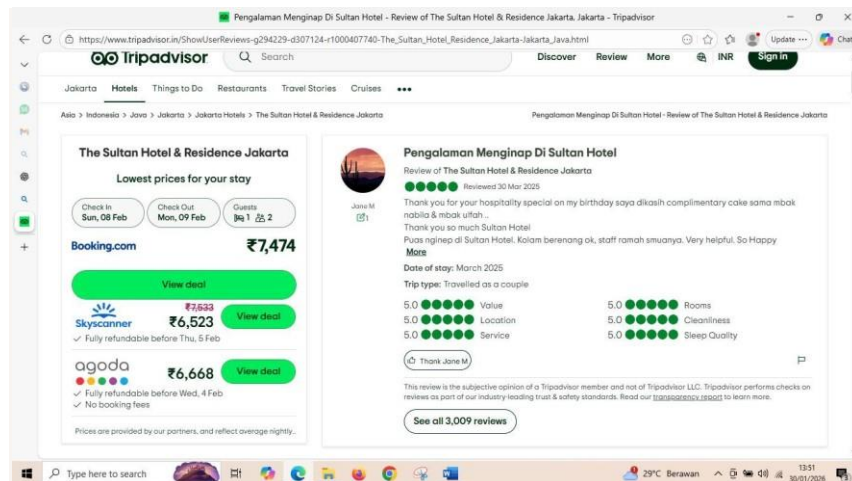 Pengalaman Menginap Di Sultan Hotel - Review of The Sultan Hotel & Residence Jakarta, Jakarta - Tripadvisor
https://www.tripadvisor.in/ShowUserReviews-g294229-d307124-r1000407740-The_Sultan_Hotel_Residence_Jakarta-Jakarta_Java.html
Update
Chat
Tripadvisor
Search
Discover Review More INR Sign in
Jakarta Hotels Things to Do Restaurants Travel Stories Cruises
Asia > Indonesia > Java > Jakarta > Jakarta Hotels > The Sultan Hotel & Residence Jakarta
Pengalaman Menginap Di Sultan Hotel - Review of The Sultan Hotel & Residence Jakarta
The Sultan Hotel & Residence Jakarta
Lowest prices for your stay
Check In
Sun, 08 Feb
Check Out
Mon, 09 Feb
Guests
1 2
Booking.com ₹7,474
View deal
Skyscanner
₹7,533
₹6,523
View deal
✓ Fully refundable before Thu, 5 Feb
agoda
₹6,668
View deal
✓ Fully refundable before Wed, 4 Feb
✓ No booking fees
Prices are provided by our partners, and reflect average nightly..
Jane M
1
Pengalaman Menginap Di Sultan Hotel
Review of The Sultan Hotel & Residence Jakarta
Reviewed 30 Mar 2025
Thank you for your hospitality special on my birthday saya dikasih complimentary cake sama mbak
nabila & mbak ulfah..
Thank you so much Sultan Hotel
Puas nginep di Sultan Hotel. Kolam berenang ok, staff ramah smuanya. Very helpful. So Happy
More
Date of stay: March 2025
Trip type: Travelled as a couple
5.0 Value 5.0 Rooms
5.0 Location 5.0 Cleanliness
5.0 Service 5.0 Sleep Quality
Thank Jane M
This review is the subjective opinion of a Tripadvisor member and not of Tripadvisor LLC. Tripadvisor performs checks on
reviews as part of our industry-leading trust & safety standards. Read our transparency report to learn more.
See all 3,009 reviews
Type here to search
29°C Berawan
13:51
30/01/2026